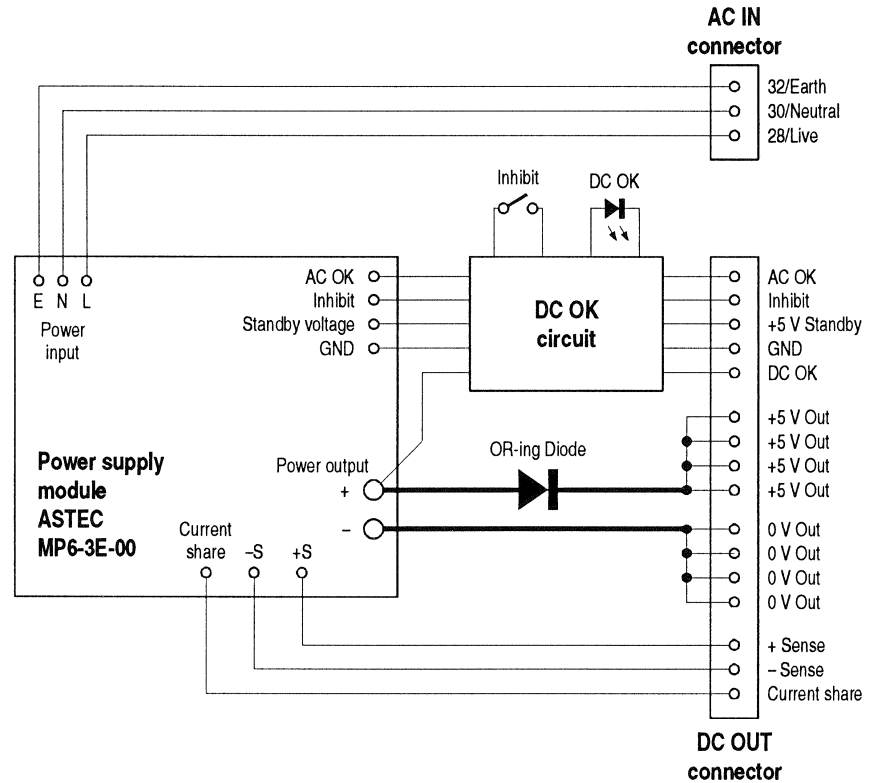 AC IN
connector
32/Earth
30/Neutral
28/Live
Inhibit
DC OK
E N L
Power
input
AC OK
Inhibit
Standby voltage
GND
DC OK
circuit
AC OK
Inhibit
+5 V Standby
GND
DC OK
+5 V Out
+5 V Out
+5 V Out
+5 V Out
OR-ing Diode
Power output
+
–
Power supply
module
ASTEC
MP6-3E-00
Current
share
–S
+S
0 V Out
0 V Out
0 V Out
0 V Out
+ Sense
– Sense
Current share
DC OUT
connector